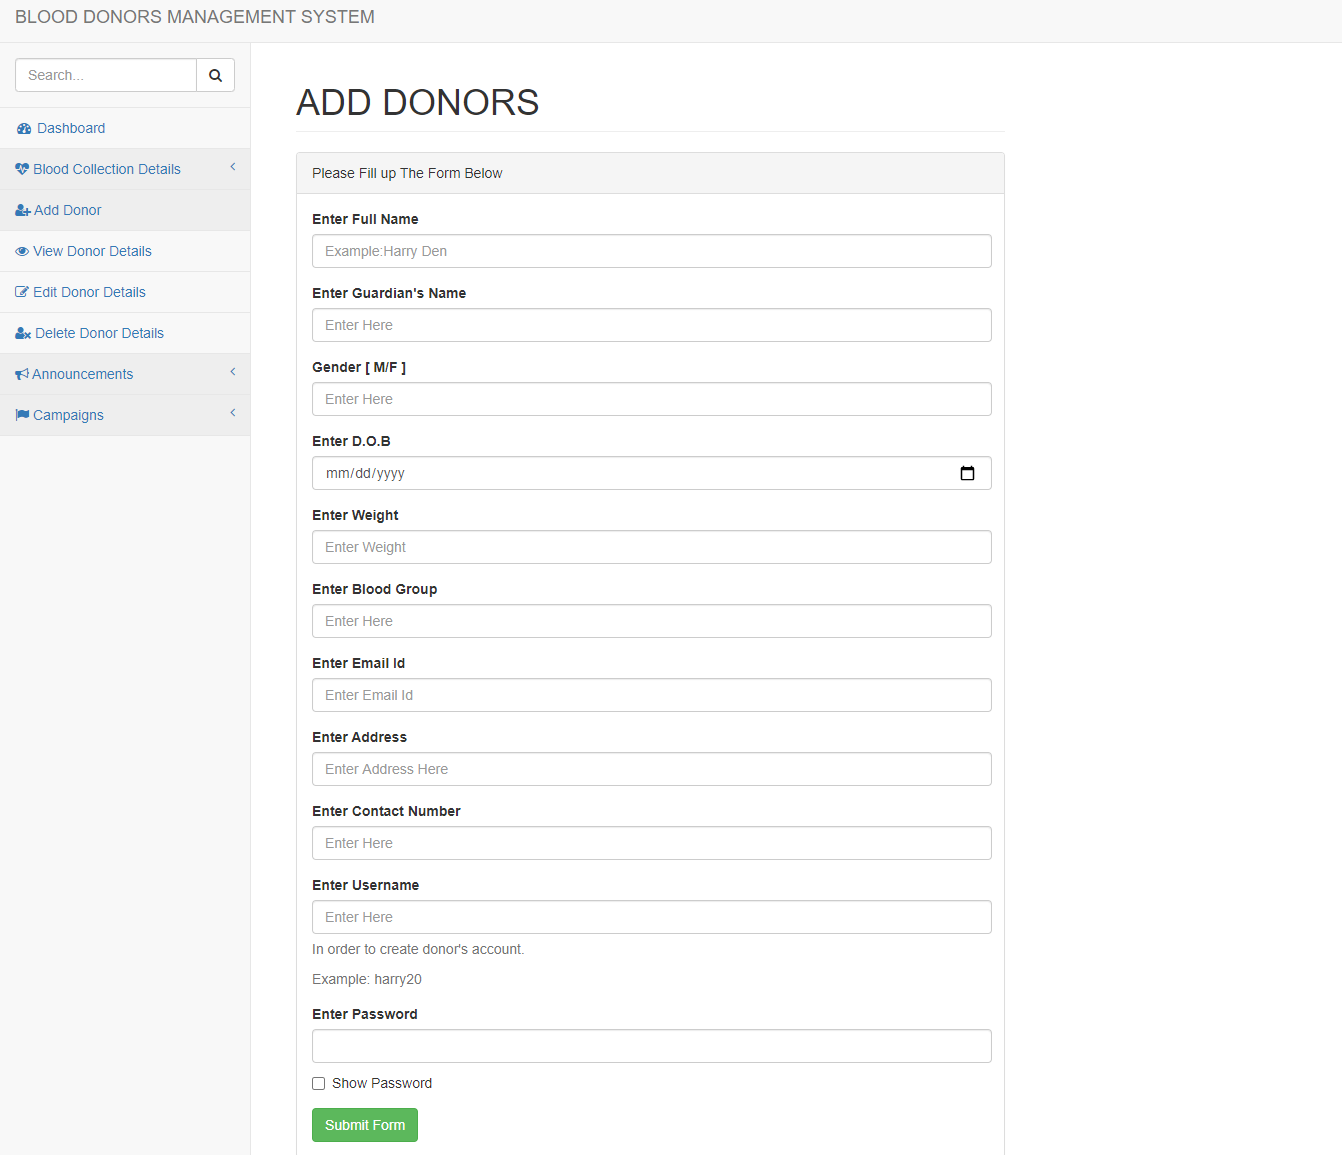 BLOOD DONORS MANAGEMENT SYSTEM
Search...
Dashboard
Blood Collection Details
Add Donor
View Donor Details
Edit Donor Details
Delete Donor Details
Announcements
Campaigns
ADD DONORS
Please Fill up The Form Below
Enter Full Name
Example:Harry Den
Enter Guardian's Name
Enter Here
Gender [ M/F ]
Enter Here
Enter D.O.B
mm/dd/yyyy
Enter Weight
Enter Weight
Enter Blood Group
Enter Here
Enter Email Id
Enter Email Id
Enter Address
Enter Address Here
Enter Contact Number
Enter Here
Enter Username
Enter Here
In order to create donor's account.
Example: harry20
Enter Password
Show Password
Submit Form